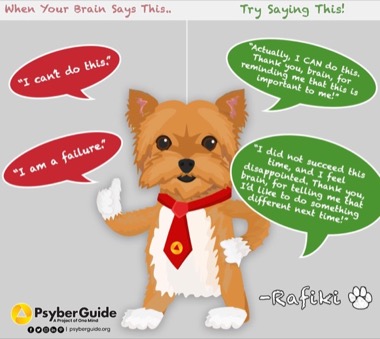 When Your Brain Says This..
Try Saying This!
"I can't do this."
"Actually, I CAN do this.
Thank you, brain, for
reminding me that this is
important to me!"
"I am a failure."
"I did not succeed this
time, and I feel
disappointed. Thank you,
brain, for telling me that
I'd like to do something
different next time!"
-Rafiki
PsyberGuide
A Project of One Mind
psyberguide.org